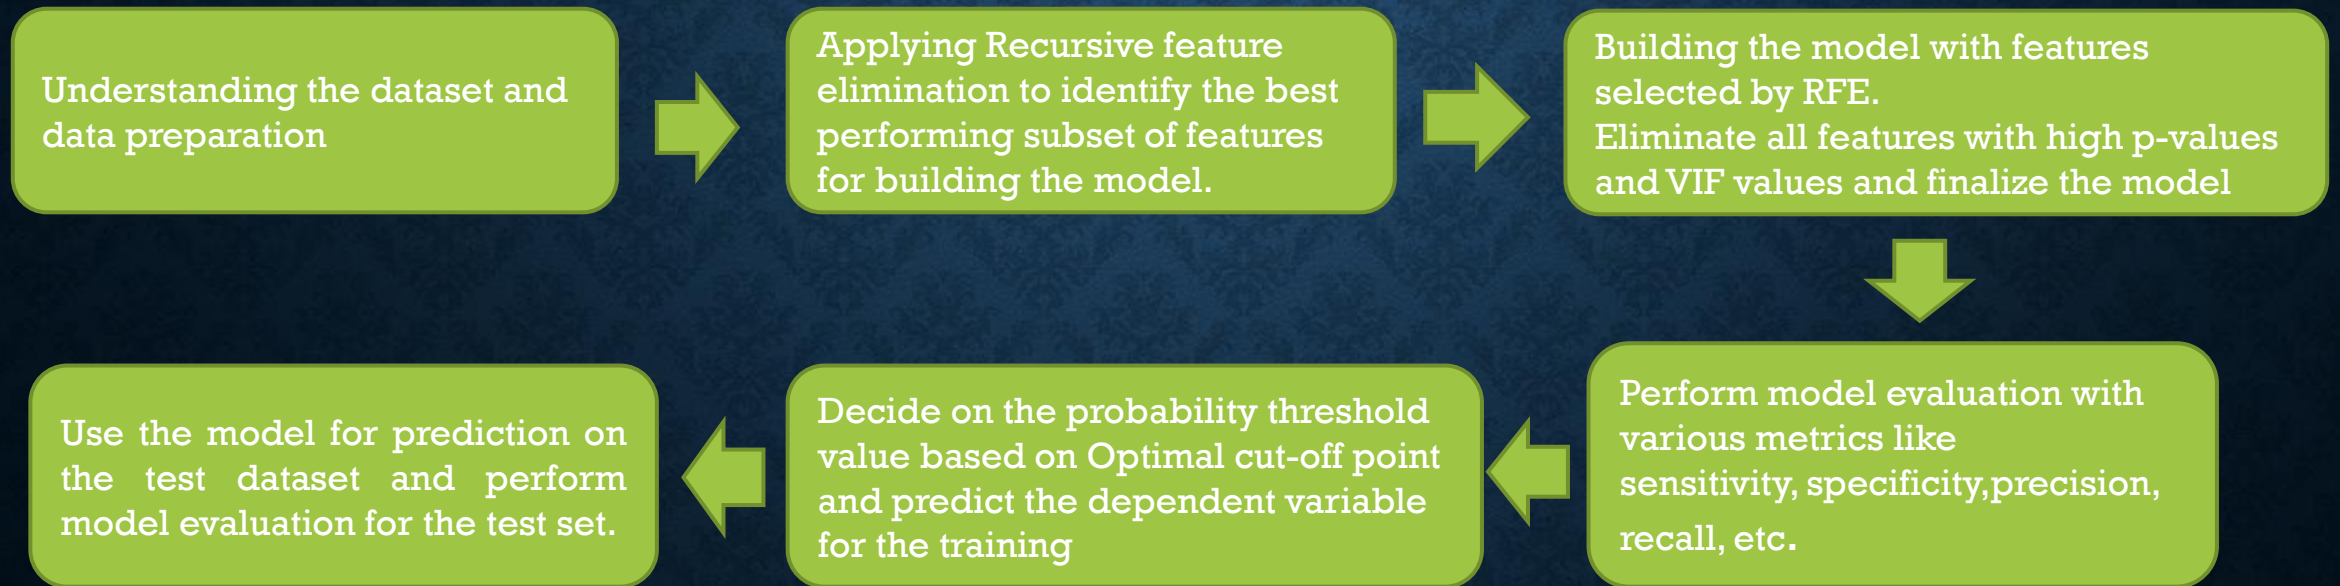 Understanding the dataset and
data preparation
Applying Recursive feature
elimination to identify the best
performing subset of features
for building the model.
Building the model with features
selected by RFE.
Eliminate all features with high p-values
and VIF values and finalize the model
Perform model evaluation with
various metrics like
sensitivity, specificity,precision,
recall, etc.
Decide on the probability threshold
value based on Optimal cut-off point
and predict the dependent variable
for the training
Use the model for prediction on
the test dataset and perform
model evaluation for the test set.